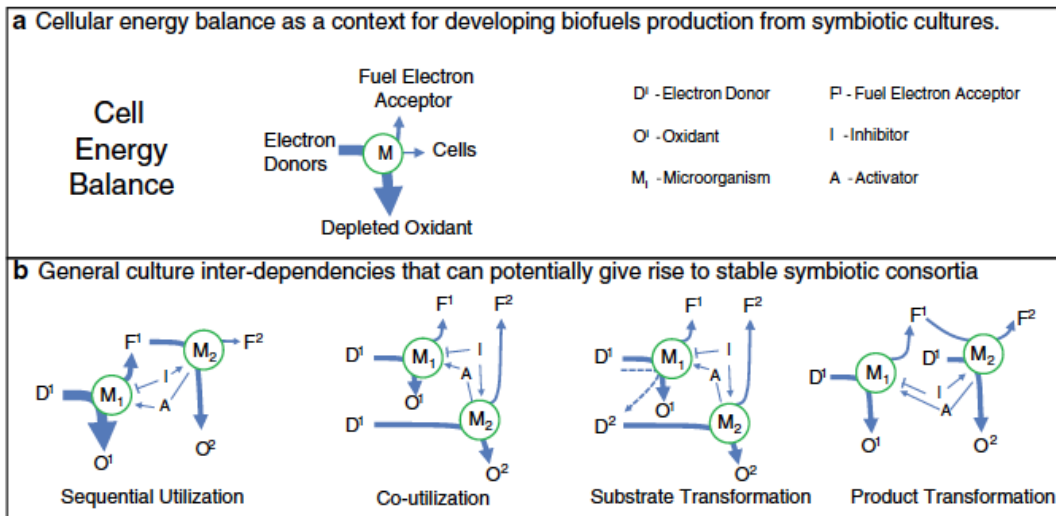 a Cellular energy balance as a context for developing biofuels production from symbiotic cultures.
Cell
Energy
Balance
Fuel Electron
Acceptor
Electron
Donors
M
Cells
Depleted Oxidant
Dᴵ - Electron Donor
Fᴵ - Fuel Electron Acceptor
Oᴵ - Oxidant
I - Inhibitor
M_I - Microorganism
A - Activator
b General culture inter-dependencies that can potentially give rise to stable symbiotic consortia
F¹
M₂
F²
D¹
M₁
I
A
O¹
O²
Sequential Utilization
F¹
F²
D¹
M₁
I
A
O¹
D¹
M₂
O²
Co-utilization
F¹
F²
D¹
M₁
I
A
O¹
D²
M₂
O²
Substrate Transformation
F¹
F²
D¹
M₁
D¹
M₂
I
A
O¹
O²
Product Transformation